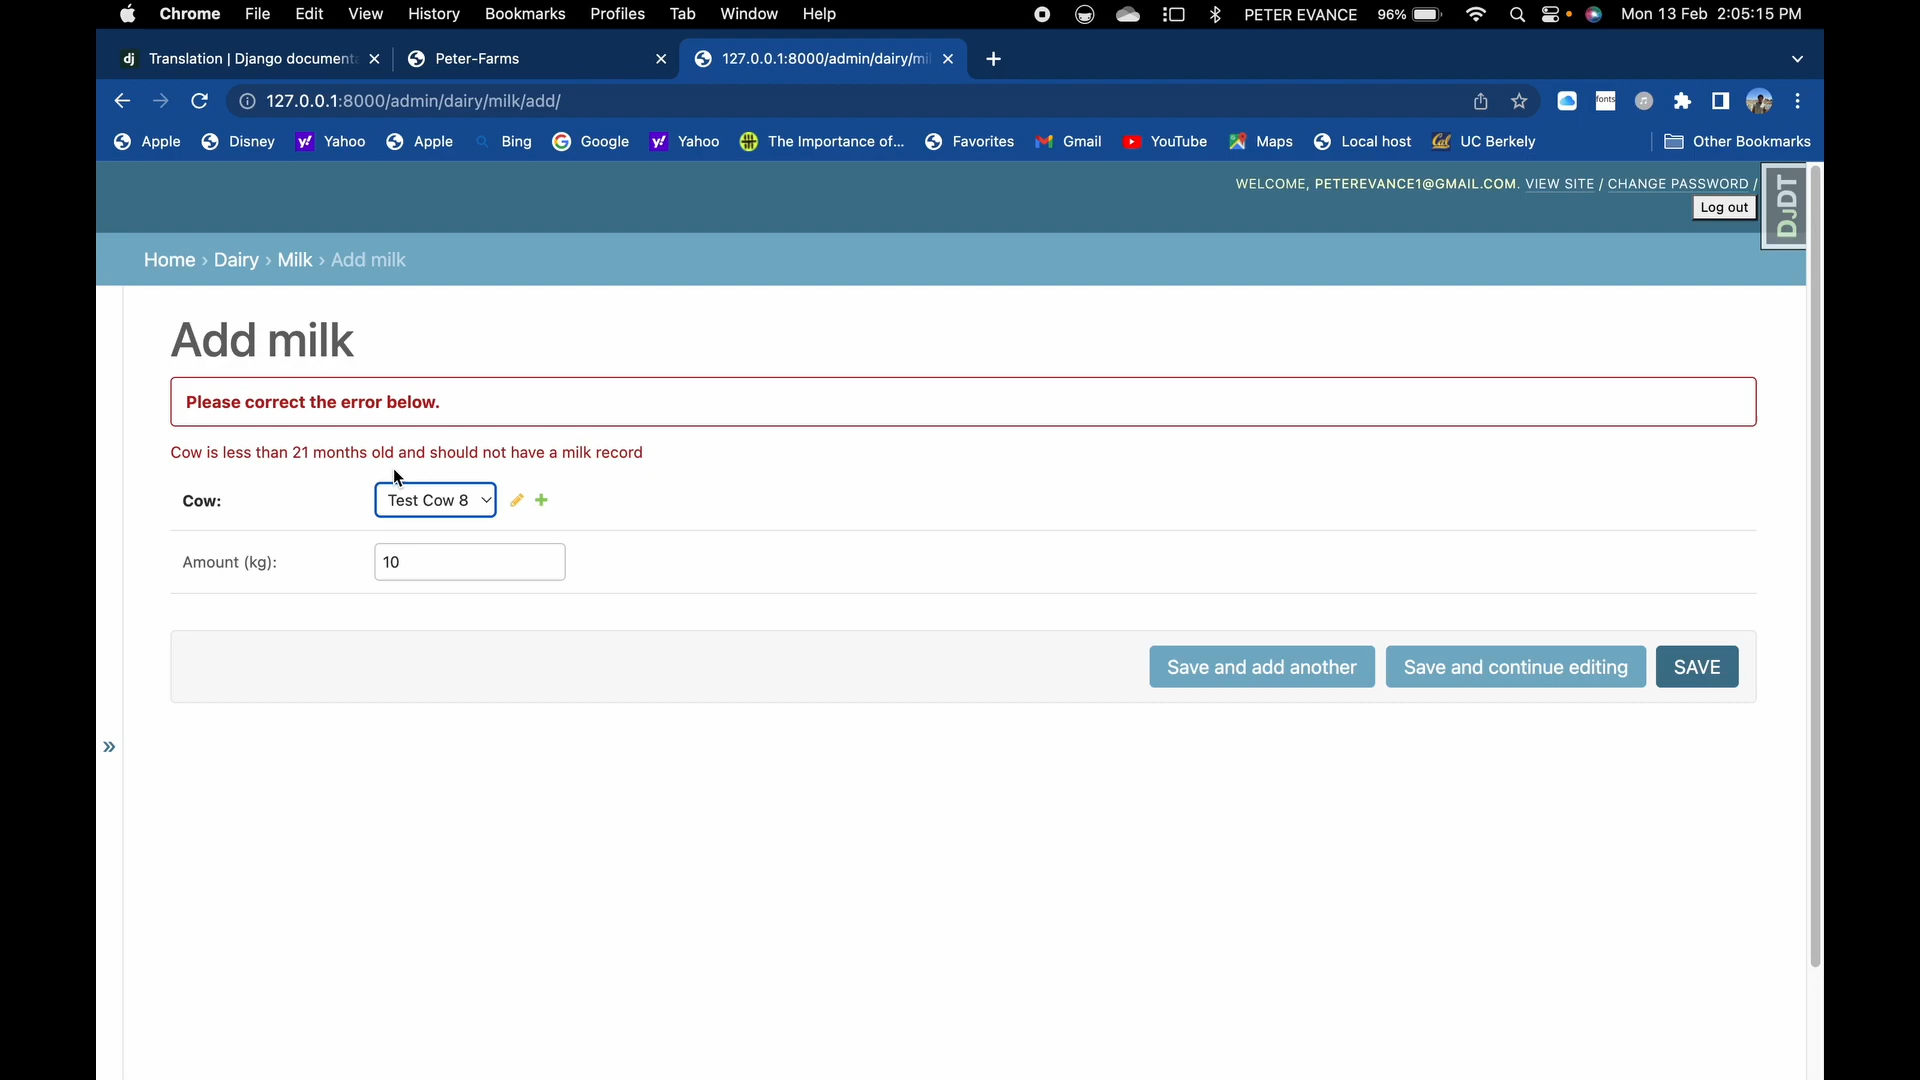 Chrome File Edit View History Bookmarks Profiles Tab Window Help PETER EVANCE 96% Mon 13 Feb 2:05:15 PM
dj Translation | Django document Peter-Farms 127.0.0.1:8000/admin/dairy/mil
127.0.0.1:8000/admin/dairy/milk/add/ fonts
Apple Disney Yahoo Apple Bing Google Yahoo The Importance of... Favorites Gmail YouTube Maps Local host Cal UC Berkely Other Bookmarks
WELCOME, PETEREVANCE1@GMAIL.COM. VIEW SITE / CHANGE PASSWORD /
Log out
DJDT
Home › Dairy › Milk › Add milk
Add milk
Please correct the error below.
Cow is less than 21 months old and should not have a milk record
Cow: Test Cow 8
Amount (kg): 10
Save and add another Save and continue editing SAVE
»